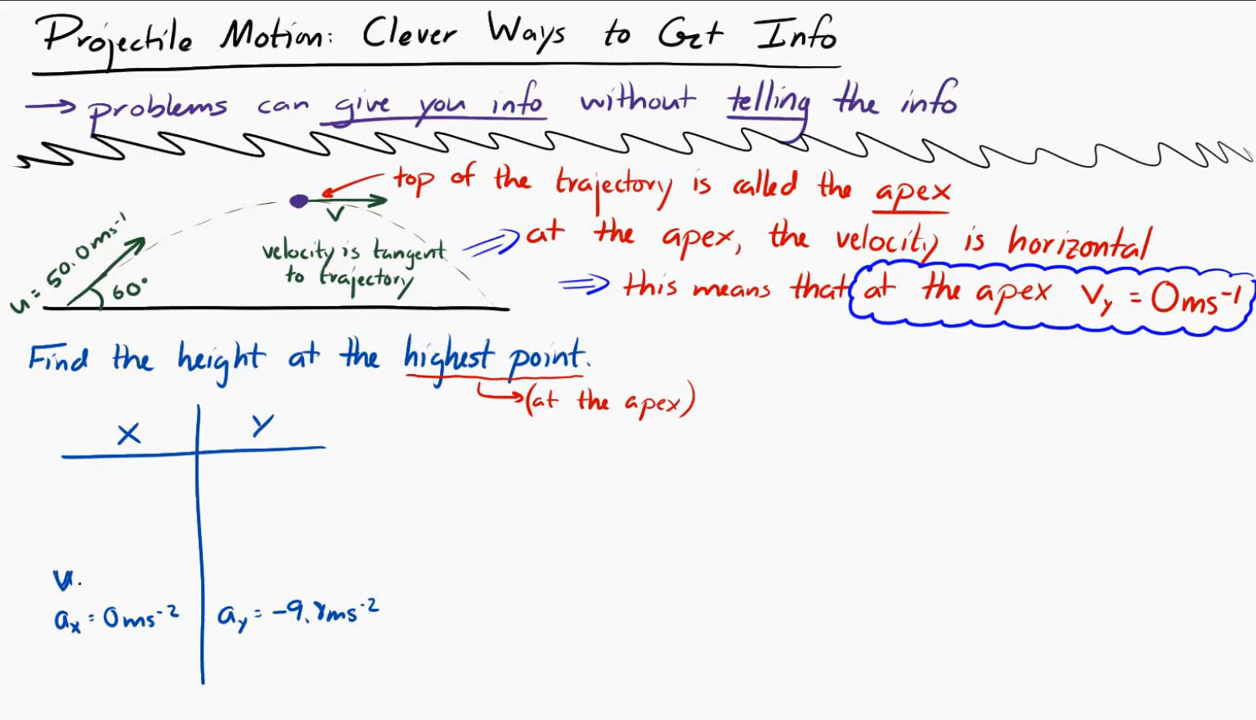 Projectile Motion: Clever Ways to Get Info
→ problems can give you info without telling the info
top of the trajectory is called the apex
v
u = 50.0ms⁻¹
60°
velocity is tangent
to trajectory
⇒ at the apex, the velocity is horizontal
⇒ this means that at the apex Vy = 0ms⁻¹
Find the height at the highest point.
(at the apex)
X Y
ax = 0ms⁻² ay = -9.8ms⁻²